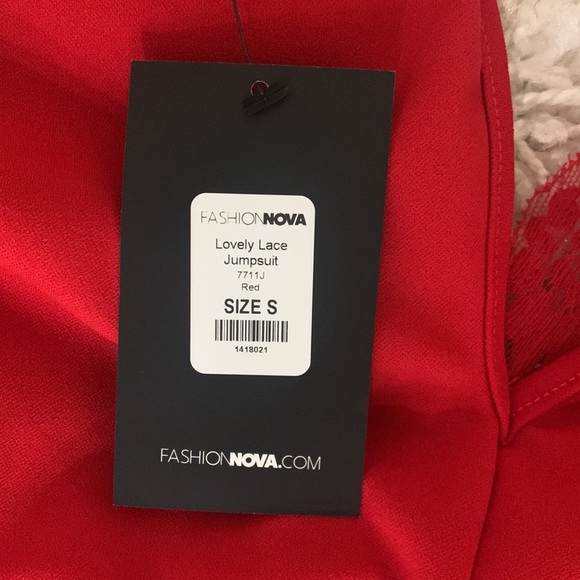 FASHIONNOVA
Lovely Lace
Jumpsuit
7711J
Red
SIZE S
1418021
FASHIONNOVA.COM